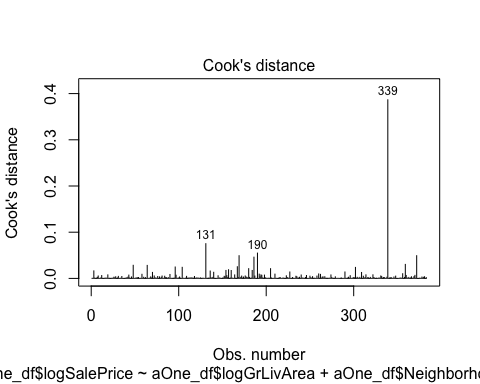 Cook's distance
0.4
0.3
0.2
0.1
0.0
Cook's distance
339
131
190
0 100 200 300
Obs. number
ne_df$logSalePrice ~ aOne_df$logGrLivArea + aOne_df$Neighborho